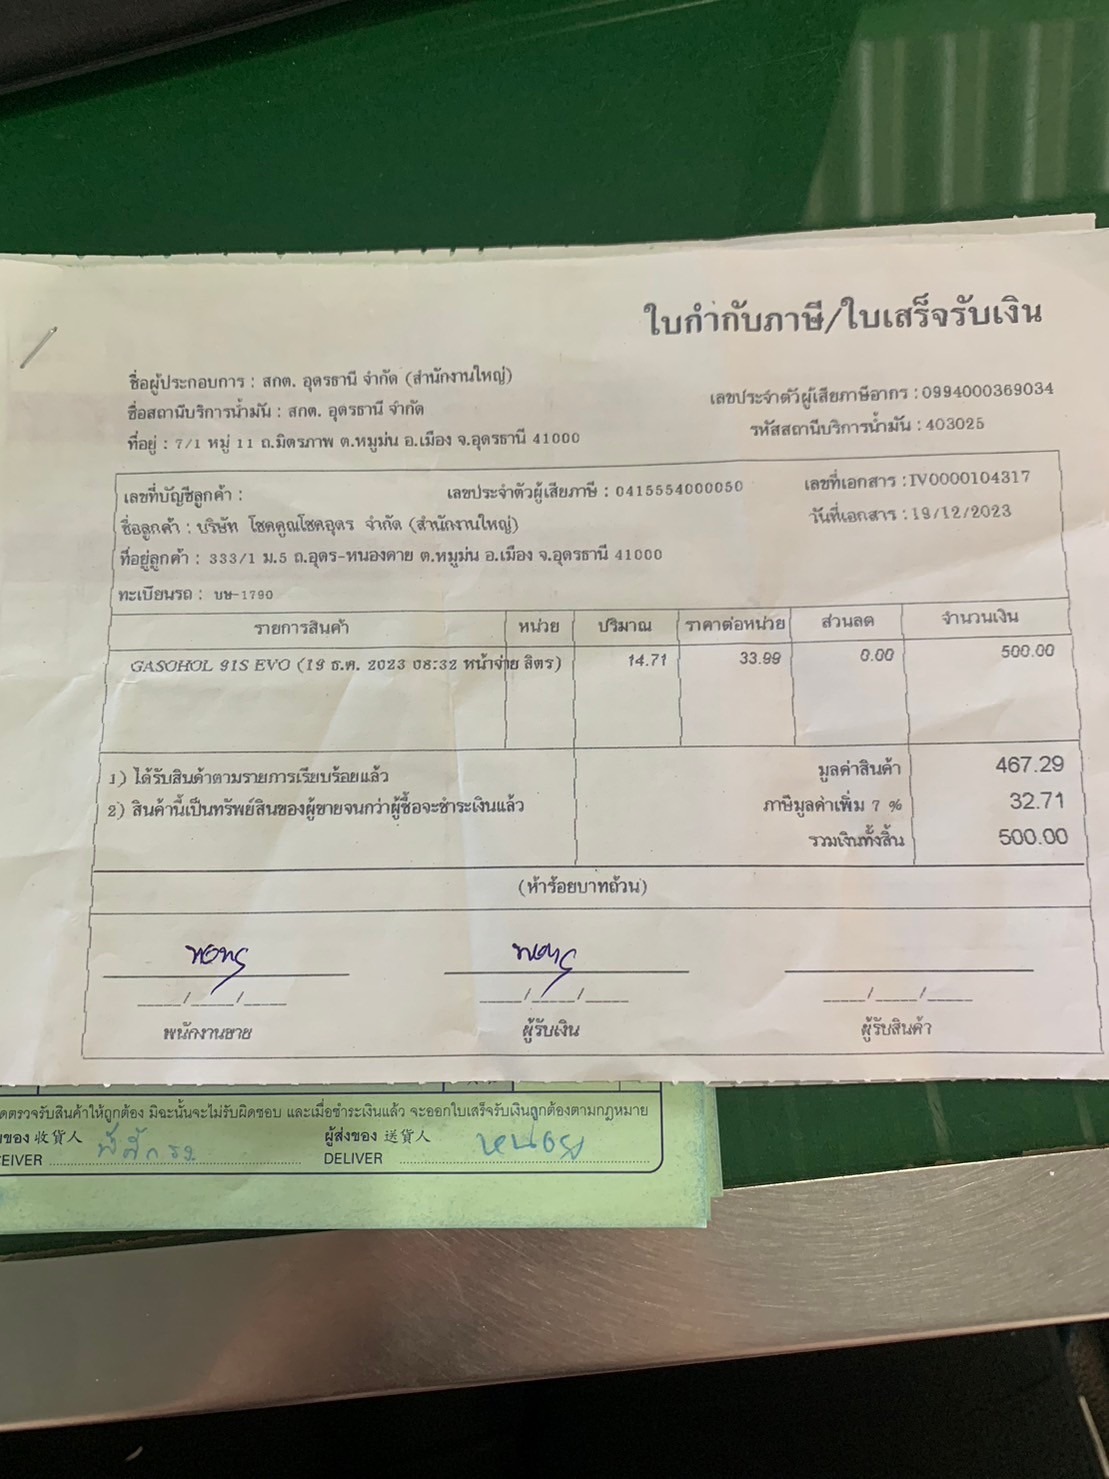 ใบกำกับภาษี/ใบเสร็จรับเงิน
ชื่อผู้ประกอบการ : สกต. อุดรธานี จำกัด (สำนักงานใหญ่)
เลขประจำตัวผู้เสียภาษีอากร : 0994000369034
ชื่อสถานีบริการน้ำมัน : สกต. อุดรธานี จำกัด
รหัสสถานีบริการน้ำมัน : 403025
ที่อยู่ : 7/1 หมู่ 11 ถ.มิตรภาพ ต.หมูม่น อ.เมือง จ.อุดรธานี 41000
เลขที่บัญชีลูกค้า : เลขประจำตัวผู้เสียภาษี : 0415554000050 เลขที่เอกสาร : IV0000104317
ชื่อลูกค้า : บริษัท โชคคูณโชคอุดร จำกัด (สำนักงานใหญ่) วันที่เอกสาร : 19/12/2023
ที่อยู่ลูกค้า : 333/1 ม.5 ถ.อุดร-หนองคาย ต.หมูม่น อ.เมือง จ.อุดรธานี 41000
ทะเบียนรถ : บษ-1790
รายการสินค้า หน่วย ปริมาณ ราคาต่อหน่วย ส่วนลด จำนวนเงิน
GASOHOL 91S EVO (19 ธ.ค. 2023 08:32 หน้าจ่าย ลิตร) 14.71 33.99 0.00 500.00
1) ได้รับสินค้าตามรายการเรียบร้อยแล้ว มูลค่าสินค้า 467.29
2) สินค้านี้เป็นทรัพย์สินของผู้ขายจนกว่าผู้ซื้อจะชำระเงินแล้ว ภาษีมูลค่าเพิ่ม 7 % 32.71
รวมเงินทั้งสิ้น 500.00
(ห้าร้อยบาทถ้วน)
___/___/___ ___/___/___ ___/___/___
พนักงานขาย ผู้รับเงิน ผู้รับสินค้า
ตรวจรับสินค้าให้ถูกต้อง มิฉะนั้นจะไม่รับผิดชอบ และเมื่อชำระเงินแล้ว จะออกใบเสร็จรับเงินถูกต้องตามกฎหมาย
ของ 收貨人 ผู้ส่งของ 送貨人 หน่อย
EIVER DELIVER